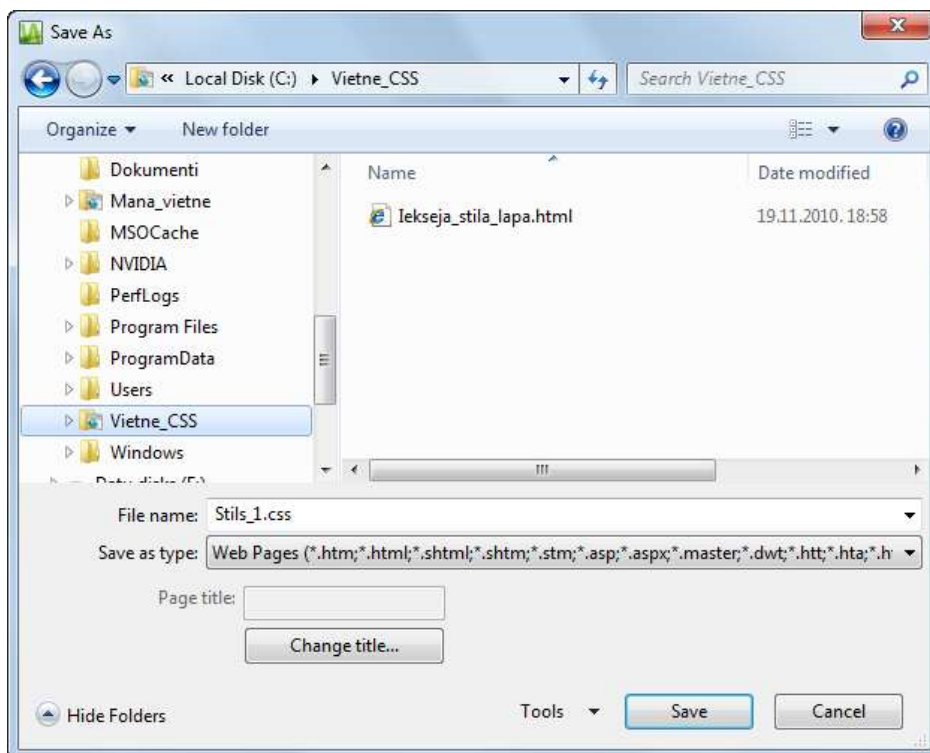 Save As
« Local Disk (C:) ▸ Vietne_CSS
Search Vietne_CSS
Organize
New folder
Dokumenti
Mana_vietne
MSOCache
NVIDIA
PerfLogs
Program Files
ProgramData
Users
Vietne_CSS
Windows
Name
Date modified
Iekseja_stila_lapa.html
19.11.2010. 18:58
File name: Stils_1.css
Save as type: Web Pages (*.htm;*.html;*.shtml;*.shtm;*.stm;*.asp;*.aspx;*.master;*.dwt;*.htt;*.hta;*.h
Page title:
Change title...
Hide Folders
Tools
Save
Cancel